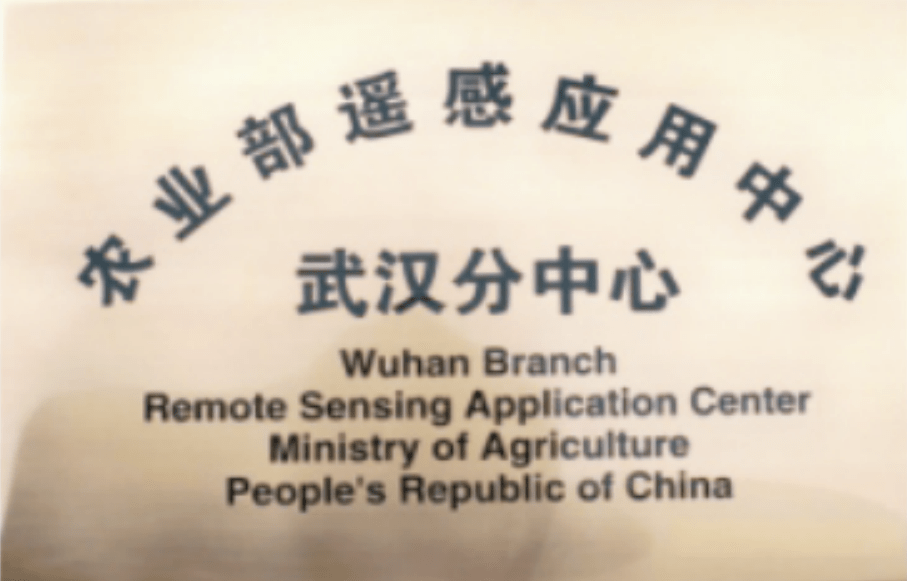 农业部遥感应用中心
武汉分中心
Wuhan Branch
Remote Sensing Application Center
Ministry of Agriculture
People's Republic of China